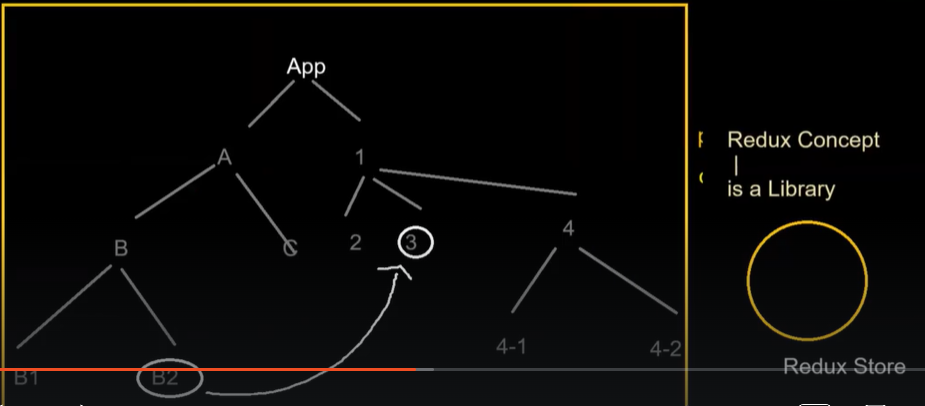 App
A
1
B
C
2
3
4
B1
B2
4-1
4-2
Redux Concept
is a Library
Redux Store